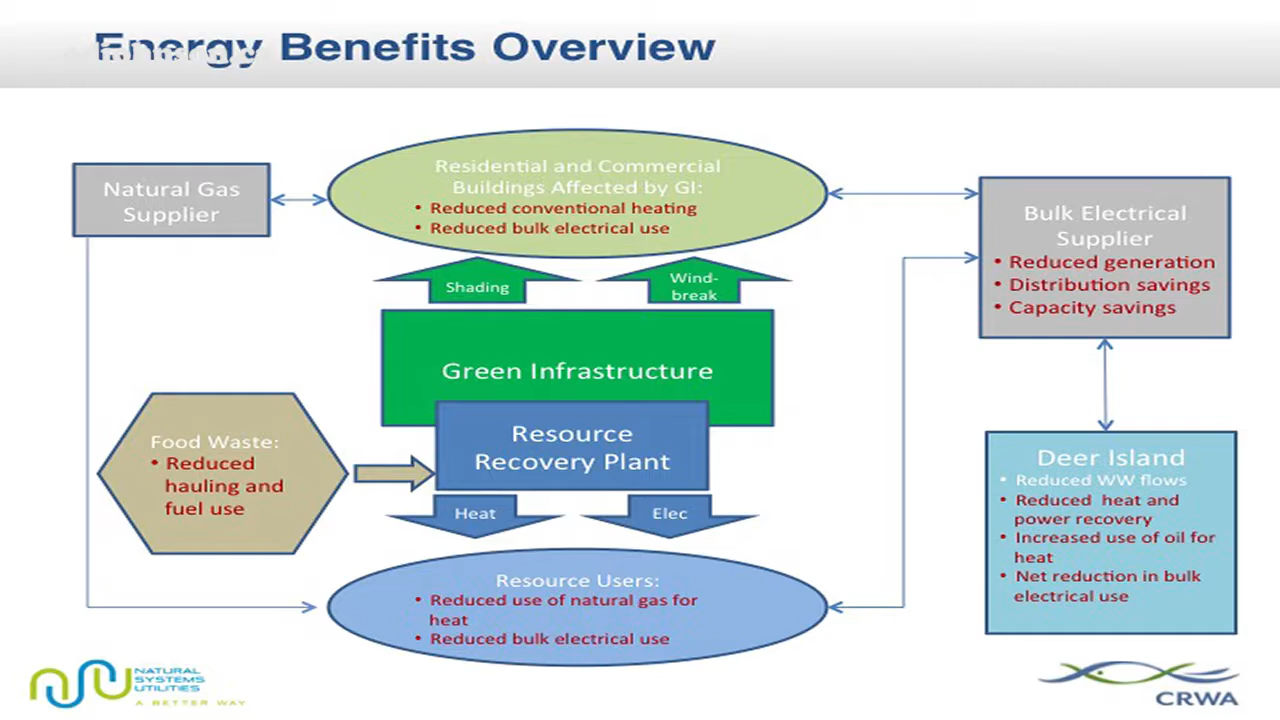 Energy Benefits Overview
Natural Gas
Supplier
Residential and Commercial
Buildings Affected by GI:
• Reduced conventional heating
• Reduced bulk electrical use
Bulk Electrical
Supplier
• Reduced generation
• Distribution savings
• Capacity savings
Shading
Wind-
break
Green Infrastructure
Resource
Recovery Plant
Food Waste:
• Reduced
hauling and
fuel use
Heat
Elec
Deer Island
• Reduced WW flows
• Reduced heat and
power recovery
• Increased use of oil for
heat
• Net reduction in bulk
electrical use
Resource Users:
• Reduced use of natural gas for
heat
• Reduced bulk electrical use
NATURAL
SYSTEMS
UTILITIES
A BETTER WAY
CRWA